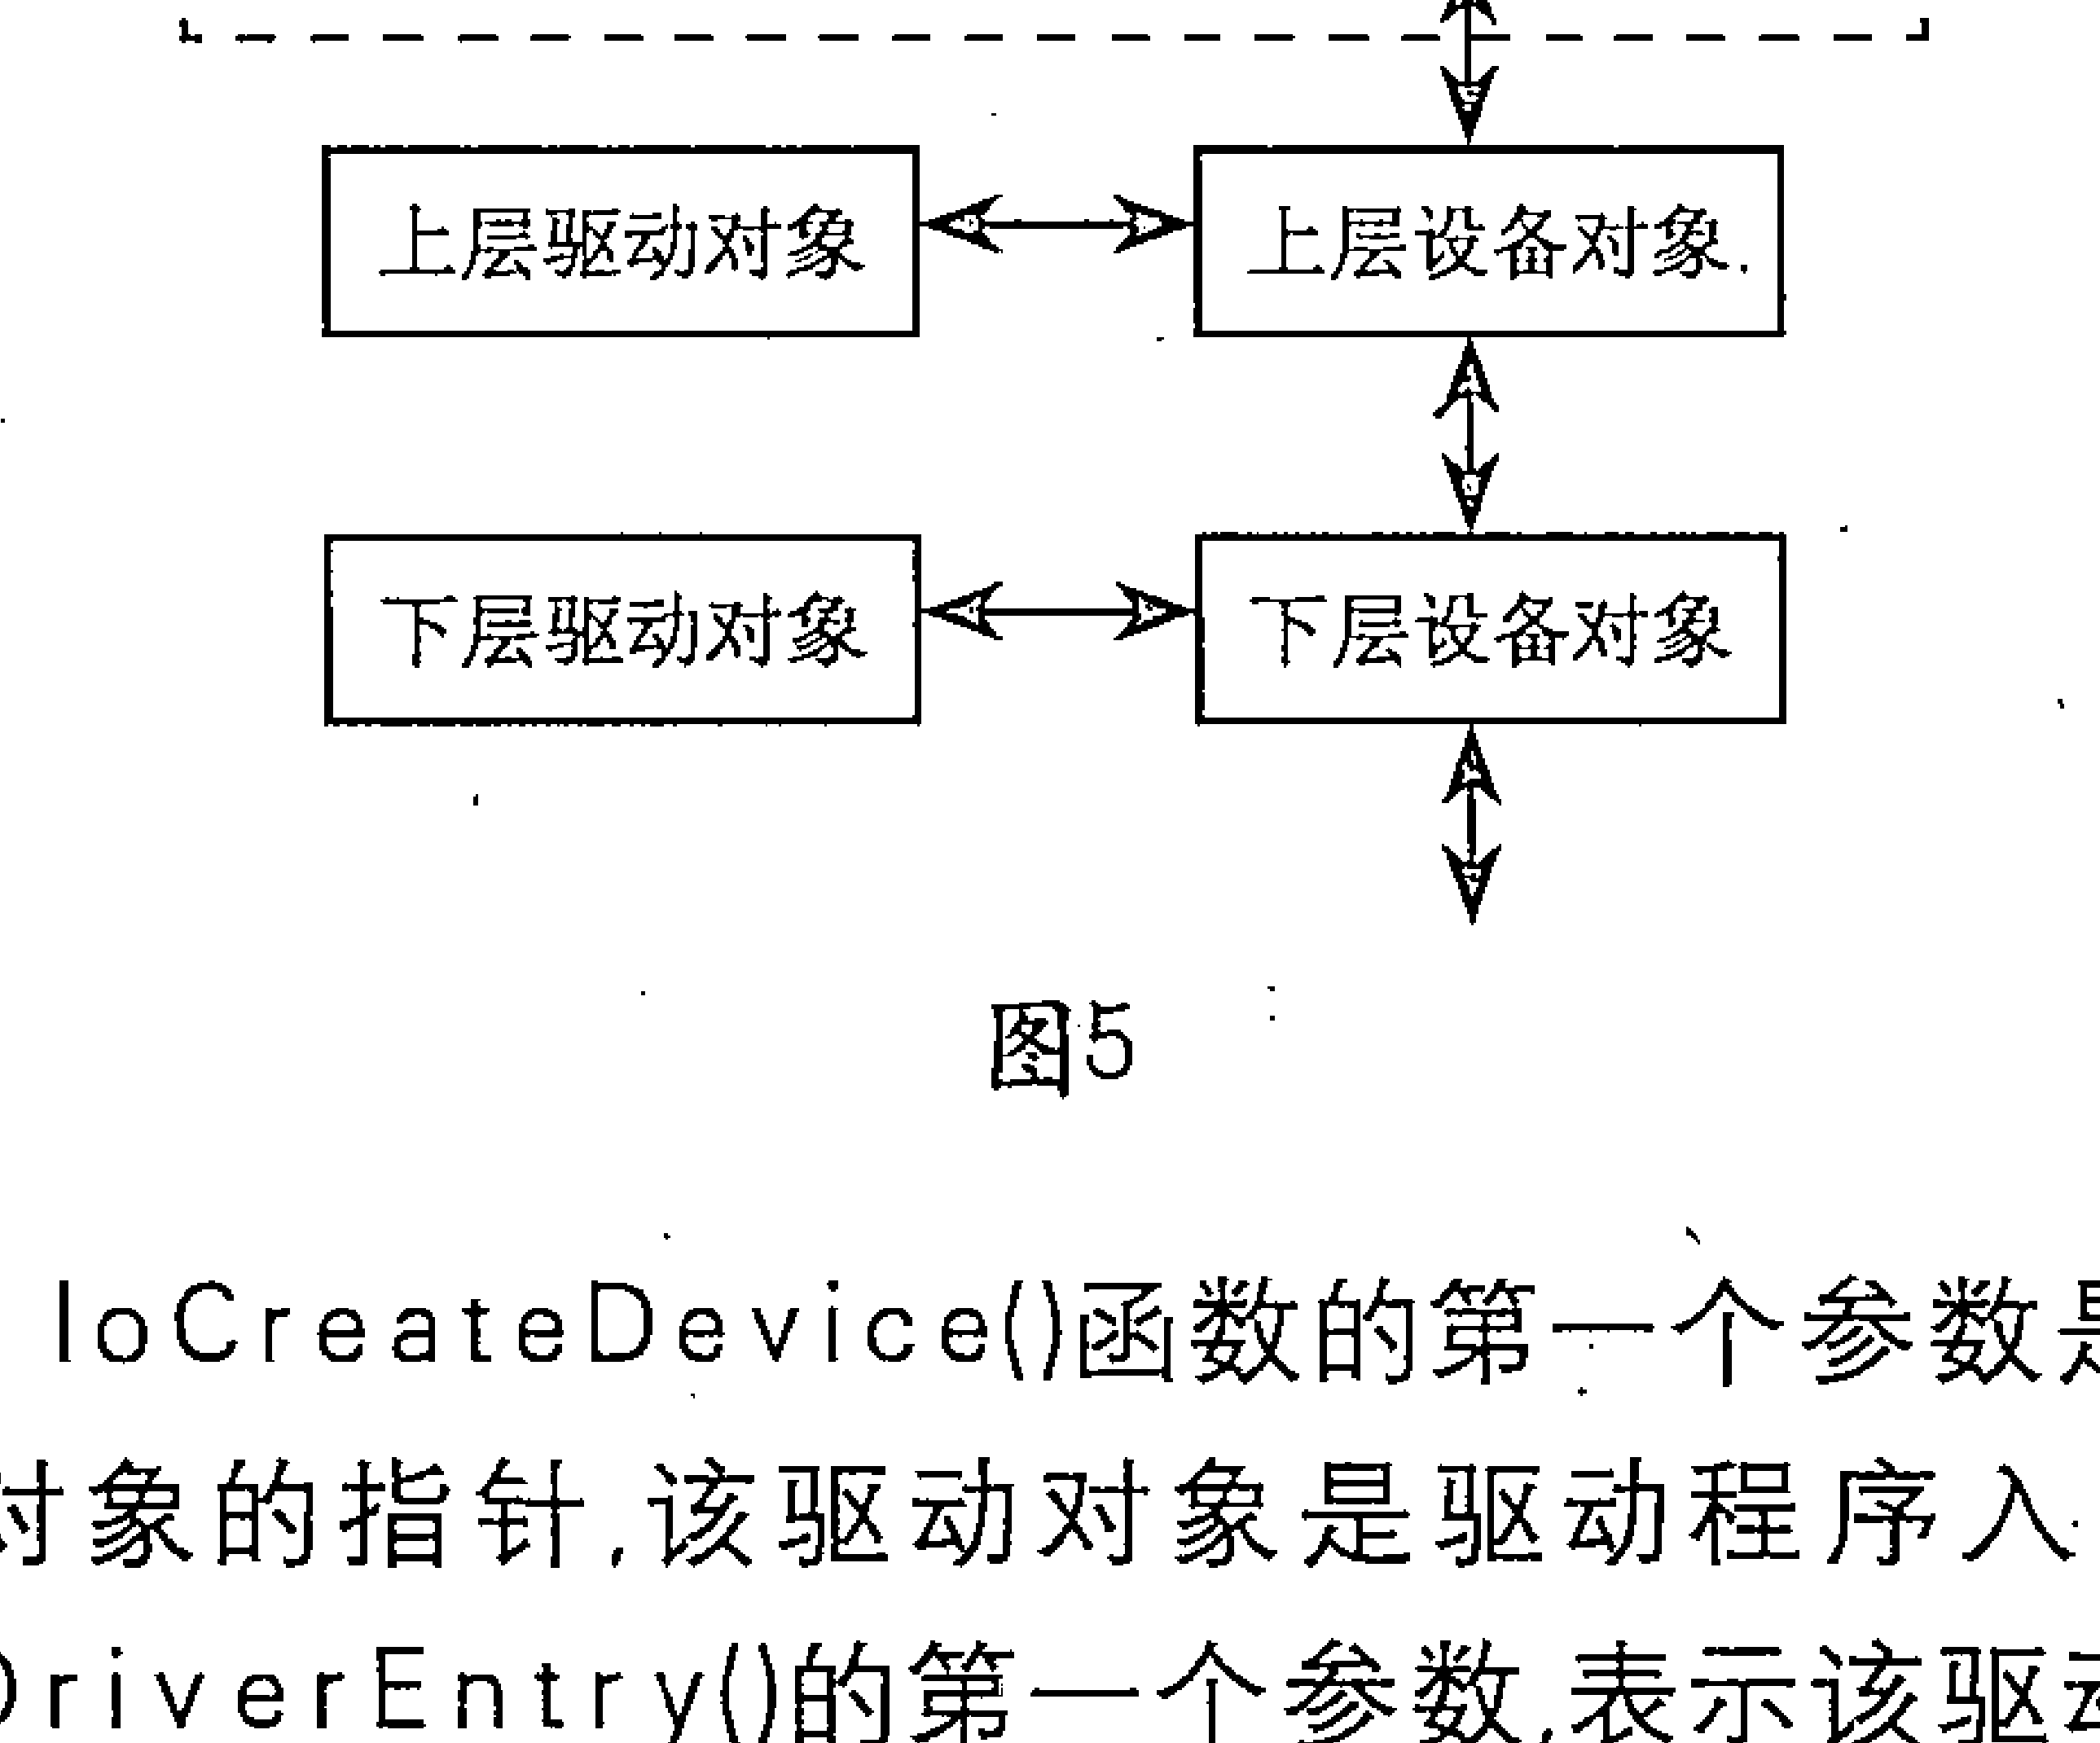 上层驱动对象 上层设备对象
下层驱动对象 下层设备对象
图5
IoCreateDevice()函数的第一个参数是
对象的指针,该驱动对象是驱动程序入
DriverEntry()的第一个参数,表示该驱动